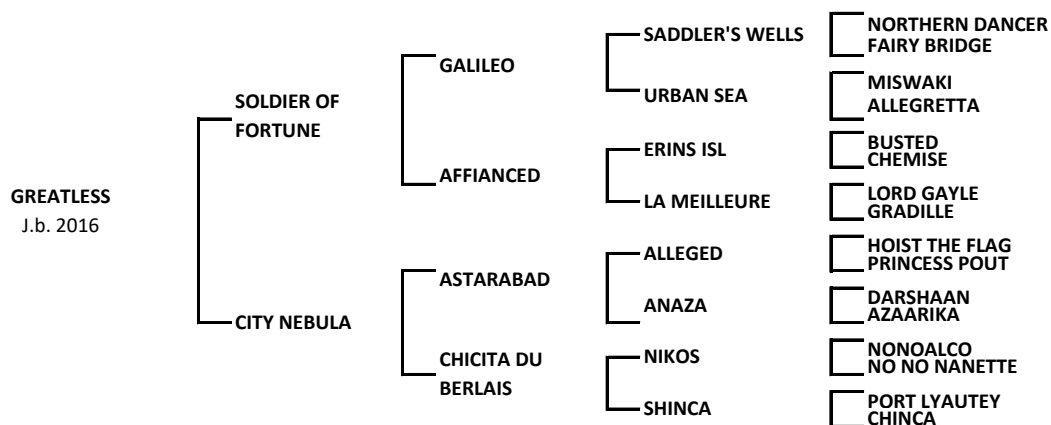 GREATLESS
J.b. 2016
SOLDIER OF
FORTUNE
CITY NEBULA
GALILEO
AFFIANCED
ASTARABAD
CHICITA DU
BERLAIS
SADDLER'S WELLS
URBAN SEA
ERINS ISL
LA MEILLEURE
ALLEGED
ANAZA
NIKOS
SHINCA
NORTHERN DANCER
FAIRY BRIDGE
MISWAKI
ALLEGRETTA
BUSTED
CHEMISE
LORD GAYLE
GRADILLE
HOIST THE FLAG
PRINCESS POUT
DARSHAAN
AZAARIKA
NONOALCO
NO NO NANETTE
PORT LYAUTEY
CHINCA